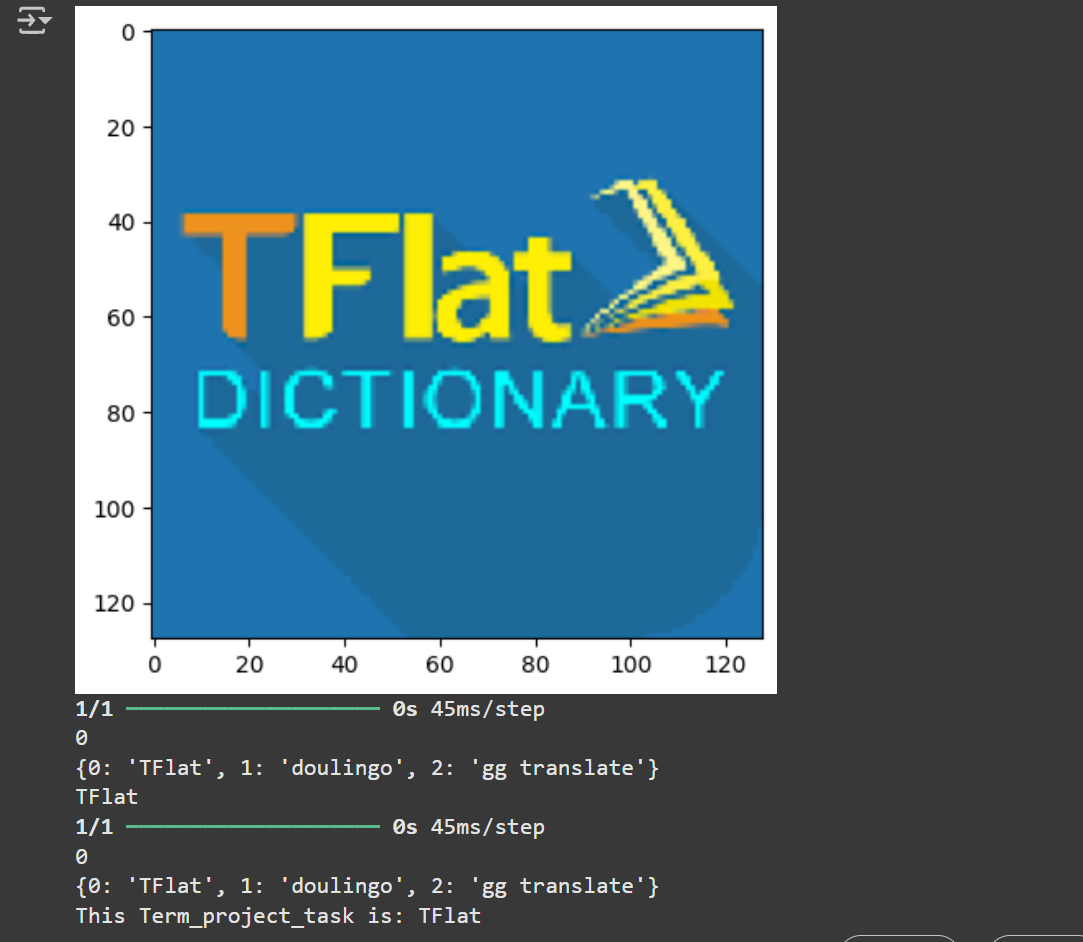 0
20
40
60
80
100
120
TFlat
DICTIONARY
0 20 40 60 80 100 120
1/1 ━━━━━━━━━━━━━━━━━━━━ 0s 45ms/step
0
{0: 'TFlat', 1: 'doulingo', 2: 'gg translate'}
TFlat
1/1 ━━━━━━━━━━━━━━━━━━━━ 0s 45ms/step
0
{0: 'TFlat', 1: 'doulingo', 2: 'gg translate'}
This Term_project_task is: TFlat